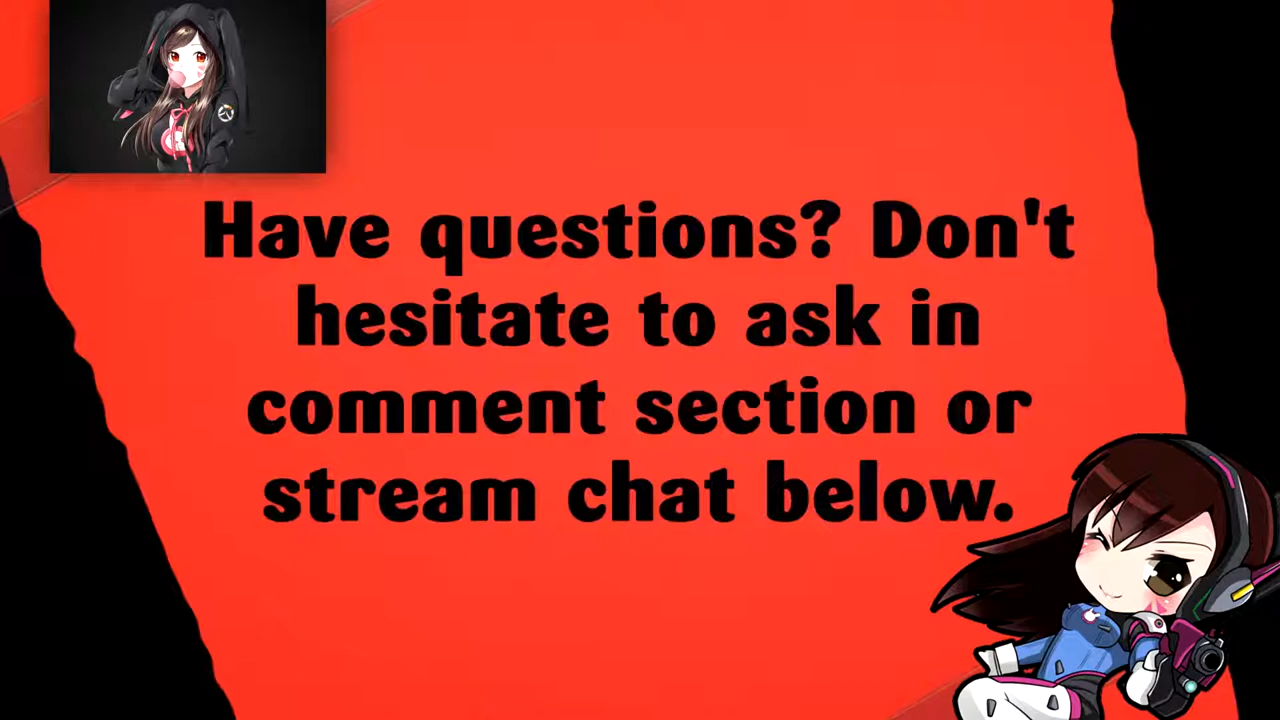 Have questions? Don't
hesitate to ask in
comment section or
stream chat below.